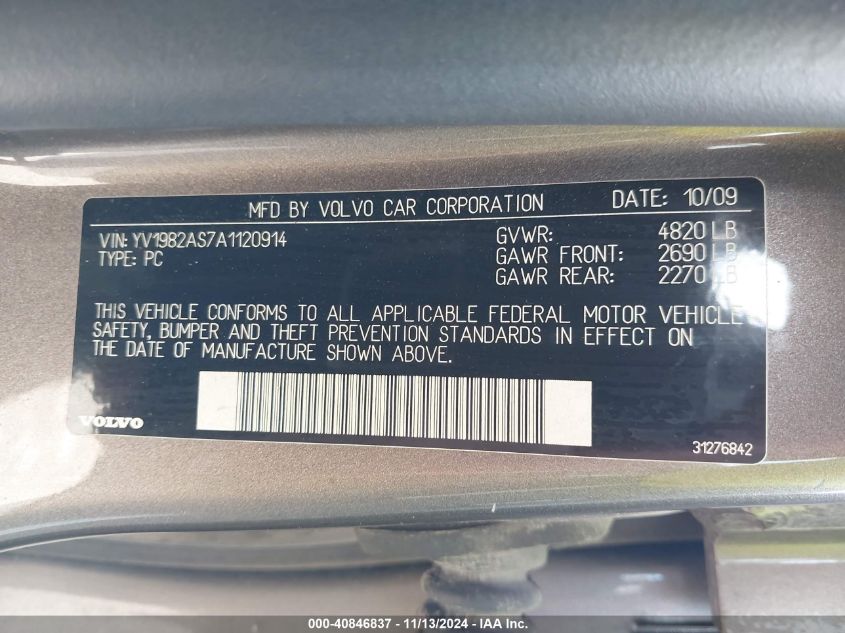 MFD BY VOLVO CAR CORPORATION DATE: 10/09
VIN: YV1982AS7A1120914 GVWR: 4820 LB
TYPE: PC GAWR FRONT: 2690 LB
GAWR REAR: 2270 LB
THIS VEHICLE CONFORMS TO ALL APPLICABLE FEDERAL MOTOR VEHICLE
SAFETY, BUMPER AND THEFT PREVENTION STANDARDS IN EFFECT ON
THE DATE OF MANUFACTURE SHOWN ABOVE.
VOLVO
31276842
000-40846837 - 11/13/2024 - IAA Inc.